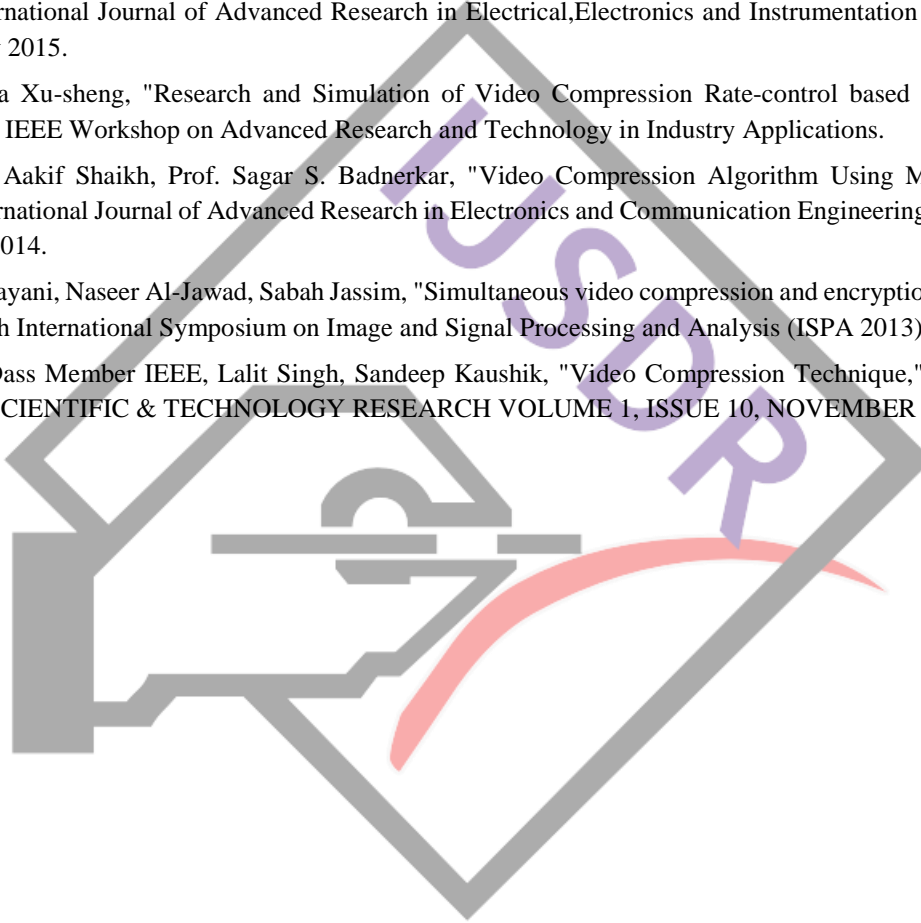 rnational Journal of Advanced Research in Electrical,Electronics and Instrumentation
2015.
a Xu-sheng, "Research and Simulation of Video Compression Rate-control based
IEEE Workshop on Advanced Research and Technology in Industry Applications.
Aakif Shaikh, Prof. Sagar S. Badnerkar, "Video Compression Algorithm Using M
rnational Journal of Advanced Research in Electronics and Communication Engineering
014.
ayani, Naseer Al-Jawad, Sabah Jassim, "Simultaneous video compression and encryptio
h International Symposium on Image and Signal Processing and Analysis (ISPA 2013)
Dass Member IEEE, Lalit Singh, Sandeep Kaushik, "Video Compression Technique,"
CIENTIFIC & TECHNOLOGY RESEARCH VOLUME 1, ISSUE 10, NOVEMBER
IJSDR